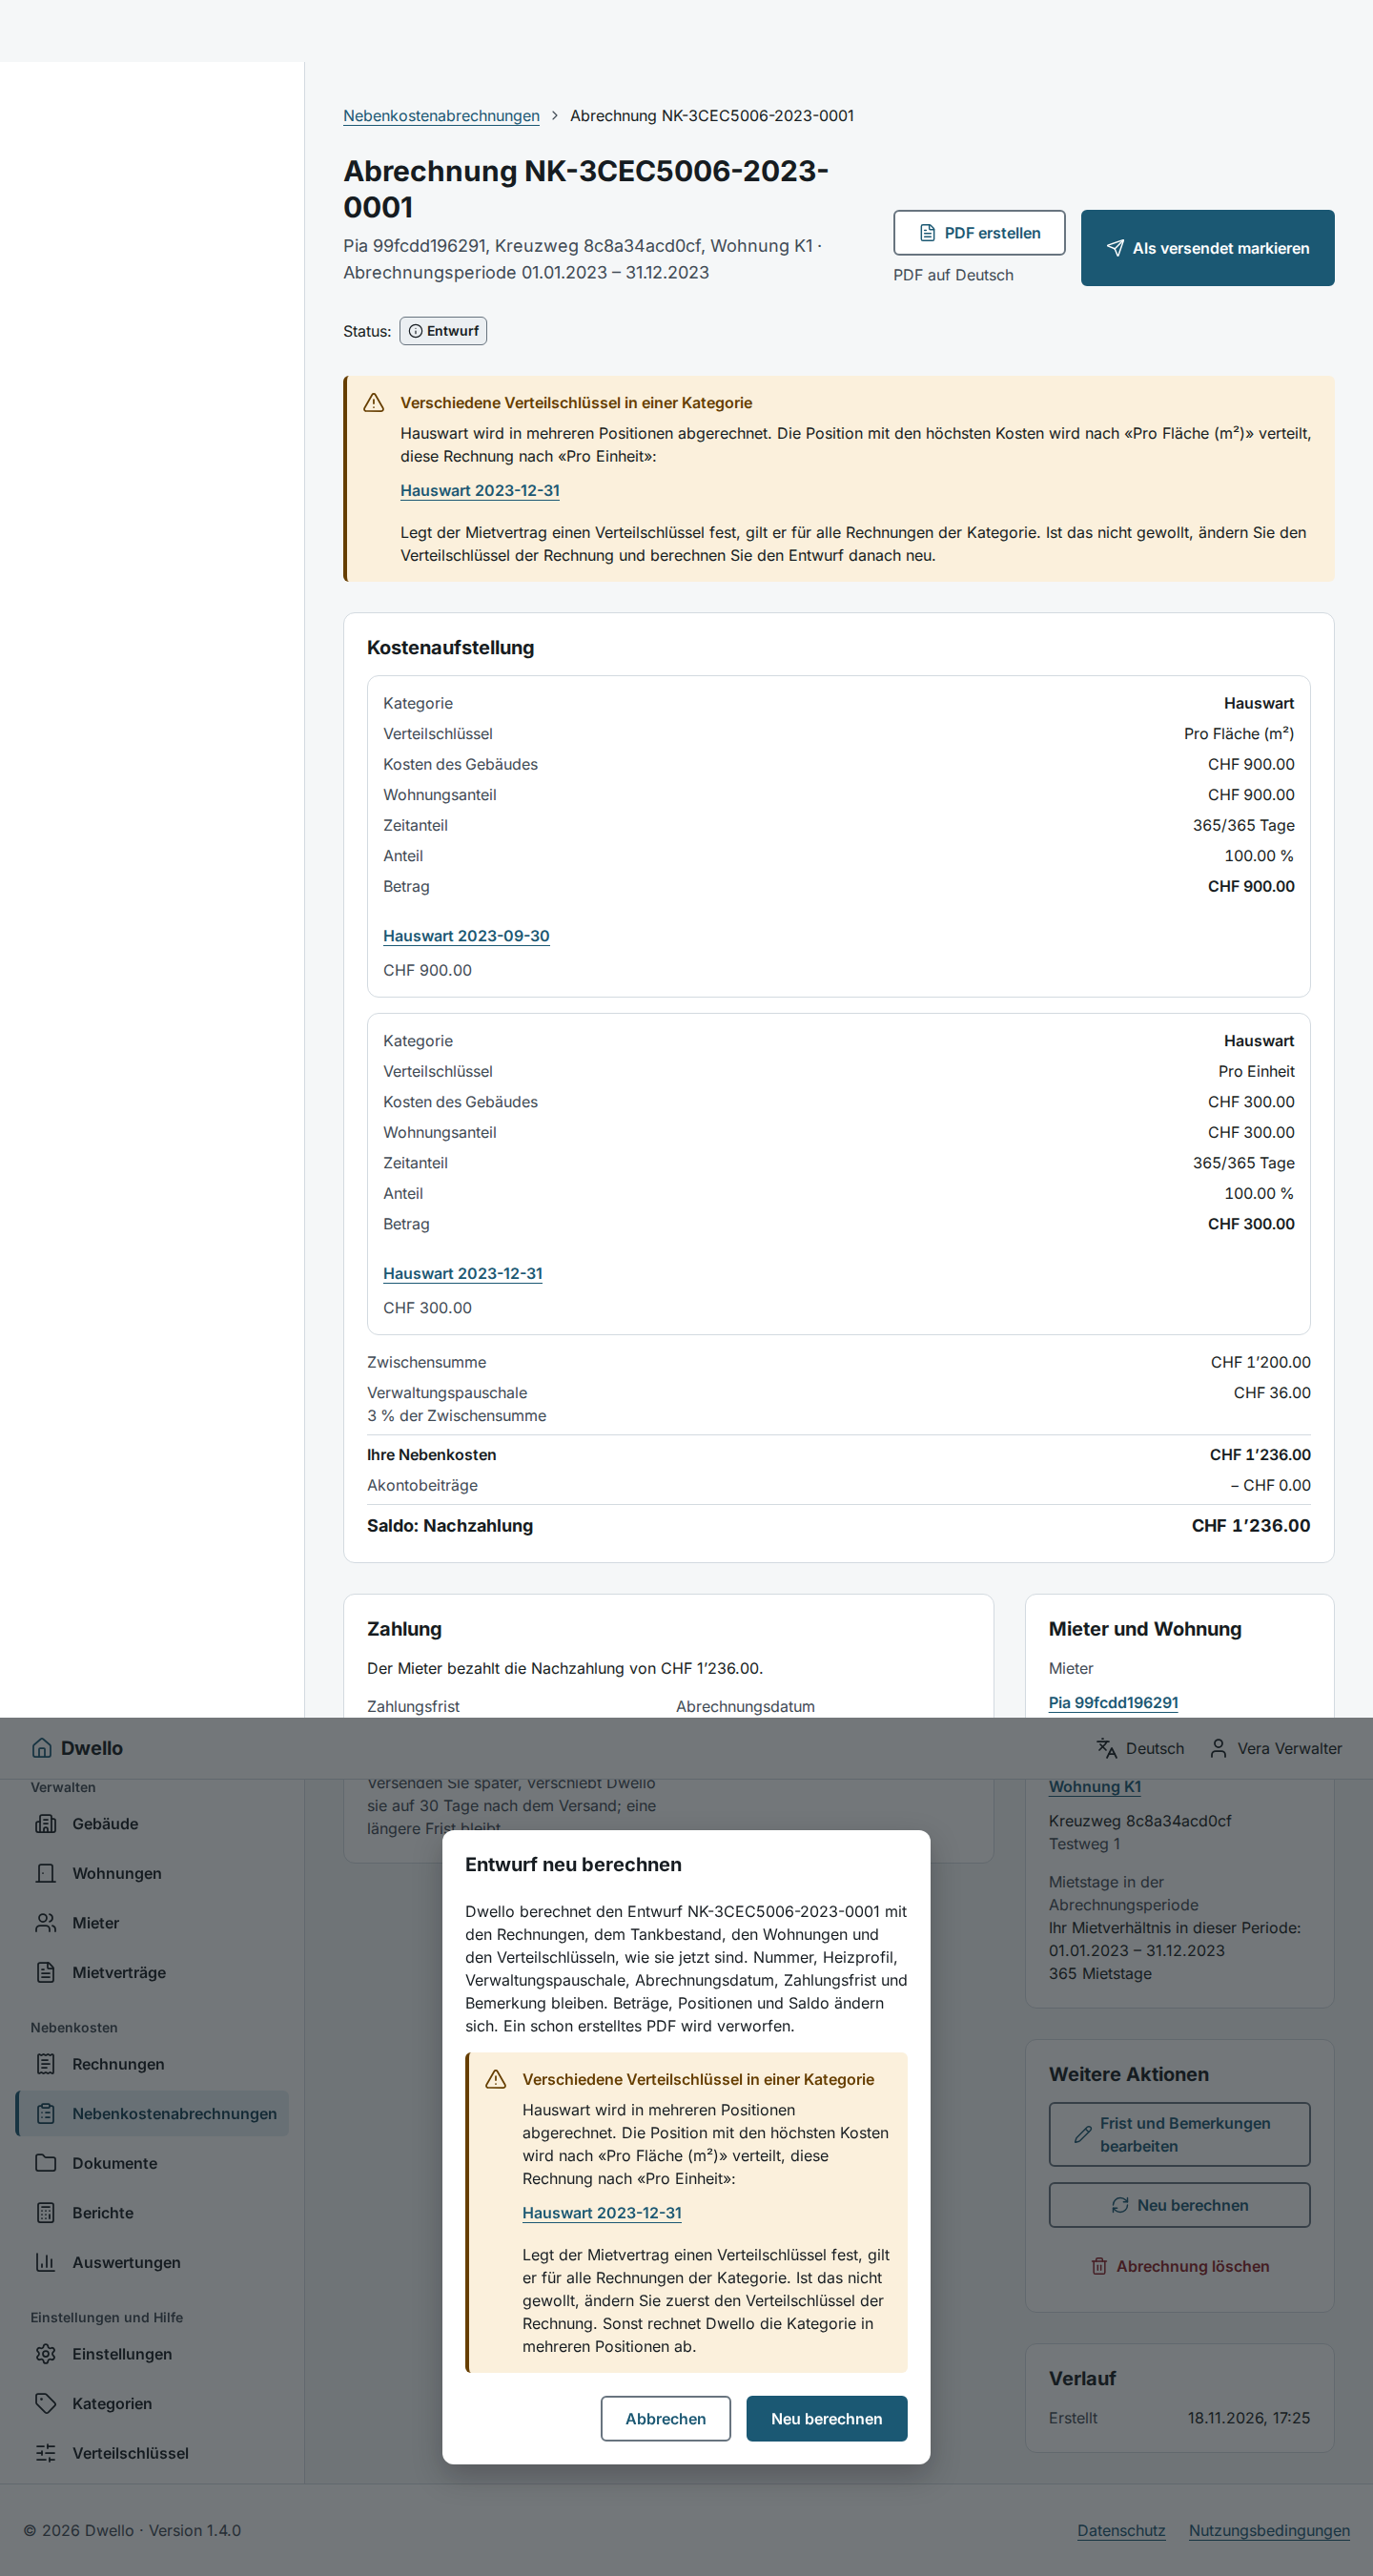 Nebenkostenabrechnungen > Abrechnung NK-3CEC5006-2023-0001
Abrechnung NK-3CEC5006-2023-
0001
Pia 99fcdd196291, Kreuzweg 8c8a34acd0cf, Wohnung K1 ·
Abrechnungsperiode 01.01.2023 – 31.12.2023
PDF erstellen
PDF auf Deutsch
Als versendet markieren
Status: Entwurf
Verschiedene Verteilschlüssel in einer Kategorie
Hauswart wird in mehreren Positionen abgerechnet. Die Position mit den höchsten Kosten wird nach «Pro Fläche (m²)» verteilt,
diese Rechnung nach «Pro Einheit»:
Hauswart 2023-12-31
Legt der Mietvertrag einen Verteilschlüssel fest, gilt er für alle Rechnungen der Kategorie. Ist das nicht gewollt, ändern Sie den
Verteilschlüssel der Rechnung und berechnen Sie den Entwurf danach neu.
Kostenaufstellung
Kategorie Hauswart
Verteilschlüssel Pro Fläche (m²)
Kosten des Gebäudes CHF 900.00
Wohnungsanteil CHF 900.00
Zeitanteil 365/365 Tage
Anteil 100.00 %
Betrag CHF 900.00
Hauswart 2023-09-30
CHF 900.00
Kategorie Hauswart
Verteilschlüssel Pro Einheit
Kosten des Gebäudes CHF 300.00
Wohnungsanteil CHF 300.00
Zeitanteil 365/365 Tage
Anteil 100.00 %
Betrag CHF 300.00
Hauswart 2023-12-31
CHF 300.00
Zwischensumme CHF 1’200.00
Verwaltungspauschale CHF 36.00
3 % der Zwischensumme
Ihre Nebenkosten CHF 1’236.00
Akontobeiträge – CHF 0.00
Saldo: Nachzahlung CHF 1’236.00
Zahlung
Der Mieter bezahlt die Nachzahlung von CHF 1’236.00.
Zahlungsfrist Abrechnungsdatum
Versenden Sie später, verschiebt Dwello
sie auf 30 Tage nach dem Versand; eine
längere Frist bleibt.
Mieter und Wohnung
Mieter
Pia 99fcdd196291
Wohnung K1
Kreuzweg 8c8a34acd0cf
Testweg 1
Mietstage in der
Abrechnungsperiode
Ihr Mietverhältnis in dieser Periode:
01.01.2023 – 31.12.2023
365 Mietstage
Weitere Aktionen
Frist und Bemerkungen
bearbeiten
Neu berechnen
Abrechnung löschen
Verlauf
Erstellt 18.11.2026, 17:25
Dwello
Deutsch
Vera Verwalter
Verwalten
Gebäude
Wohnungen
Mieter
Mietverträge
Nebenkosten
Rechnungen
Nebenkostenabrechnungen
Dokumente
Berichte
Auswertungen
Einstellungen und Hilfe
Einstellungen
Kategorien
Verteilschlüssel
Entwurf neu berechnen
Dwello berechnet den Entwurf NK-3CEC5006-2023-0001 mit
den Rechnungen, dem Tankbestand, den Wohnungen und
den Verteilschlüsseln, wie sie jetzt sind. Nummer, Heizprofil,
Verwaltungspauschale, Abrechnungsdatum, Zahlungsfrist und
Bemerkung bleiben. Beträge, Positionen und Saldo ändern
sich. Ein schon erstelltes PDF wird verworfen.
Verschiedene Verteilschlüssel in einer Kategorie
Hauswart wird in mehreren Positionen
abgerechnet. Die Position mit den höchsten Kosten
wird nach «Pro Fläche (m²)» verteilt, diese
Rechnung nach «Pro Einheit»:
Hauswart 2023-12-31
Legt der Mietvertrag einen Verteilschlüssel fest, gilt
er für alle Rechnungen der Kategorie. Ist das nicht
gewollt, ändern Sie zuerst den Verteilschlüssel der
Rechnung. Sonst rechnet Dwello die Kategorie in
mehreren Positionen ab.
Abbrechen
Neu berechnen
© 2026 Dwello · Version 1.4.0
Datenschutz
Nutzungsbedingungen